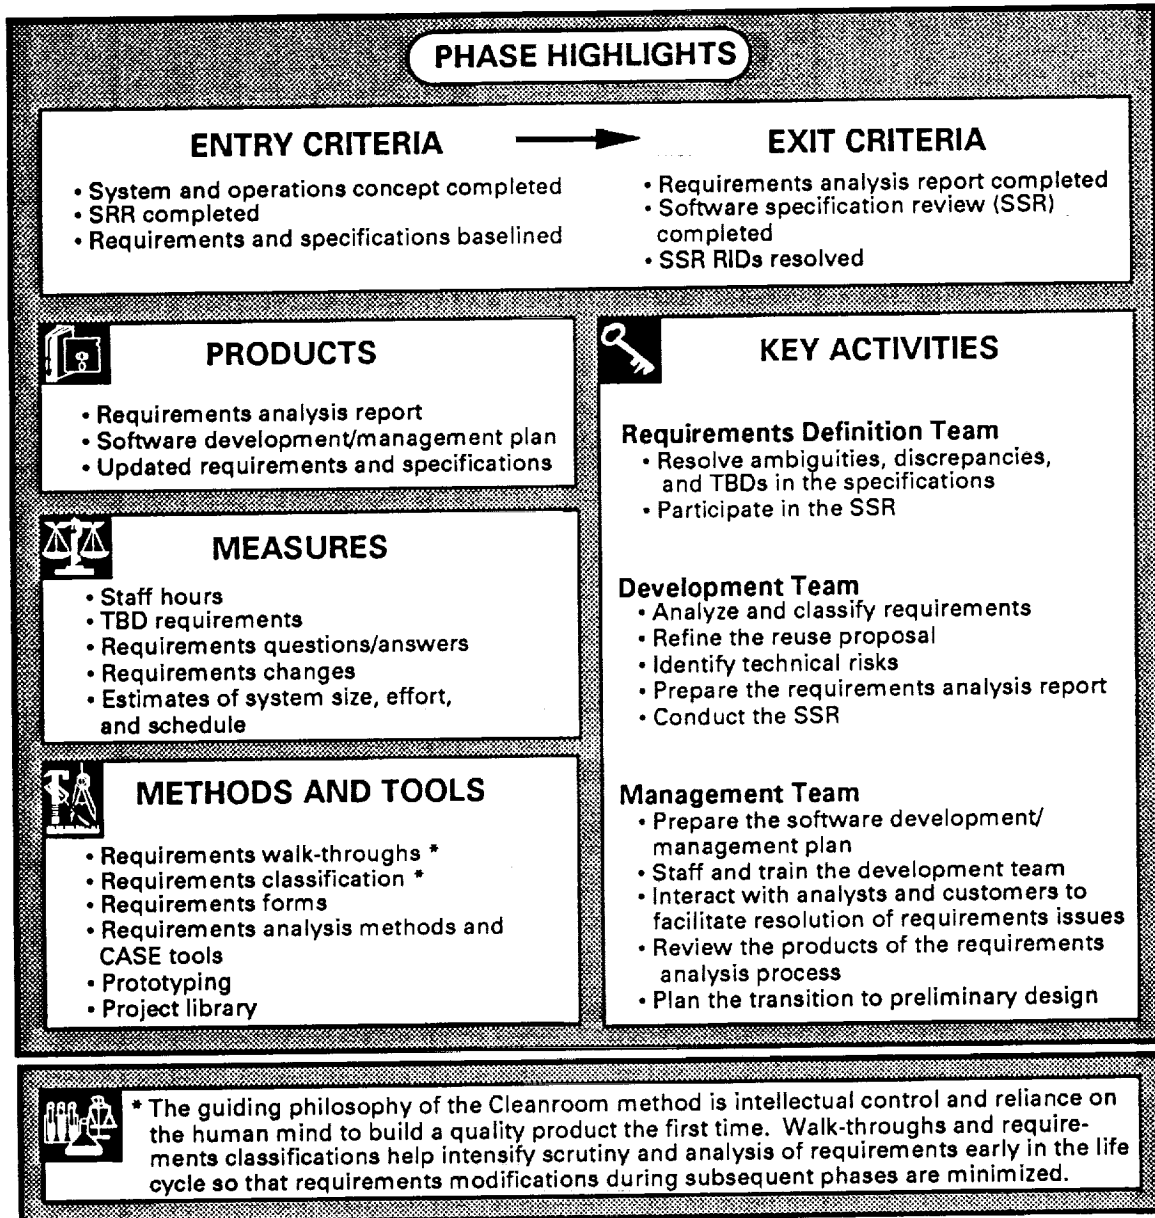 PHASE HIGHLIGHTS
ENTRY CRITERIA
• System and operations concept completed
• SRR completed
• Requirements and specifications baselined
EXIT CRITERIA
• Requirements analysis report completed
• Software specification review (SSR)
completed
• SSR RIDs resolved
PRODUCTS
• Requirements analysis report
• Software development/management plan
• Updated requirements and specifications
MEASURES
• Staff hours
• TBD requirements
• Requirements questions/answers
• Requirements changes
• Estimates of system size, effort,
and schedule
METHODS AND TOOLS
• Requirements walk-throughs *
• Requirements classification *
• Requirements forms
• Requirements analysis methods and
CASE tools
• Prototyping
• Project library
KEY ACTIVITIES
Requirements Definition Team
• Resolve ambiguities, discrepancies,
and TBDs in the specifications
• Participate in the SSR
Development Team
• Analyze and classify requirements
• Refine the reuse proposal
• Identify technical risks
• Prepare the requirements analysis report
• Conduct the SSR
Management Team
• Prepare the software development/
management plan
• Staff and train the development team
• Interact with analysts and customers to
facilitate resolution of requirements issues
• Review the products of the requirements
analysis process
• Plan the transition to preliminary design
* The guiding philosophy of the Cleanroom method is intellectual control and reliance on
the human mind to build a quality product the first time. Walk-throughs and require-
ments classifications help intensify scrutiny and analysis of requirements early in the life
cycle so that requirements modifications during subsequent phases are minimized.